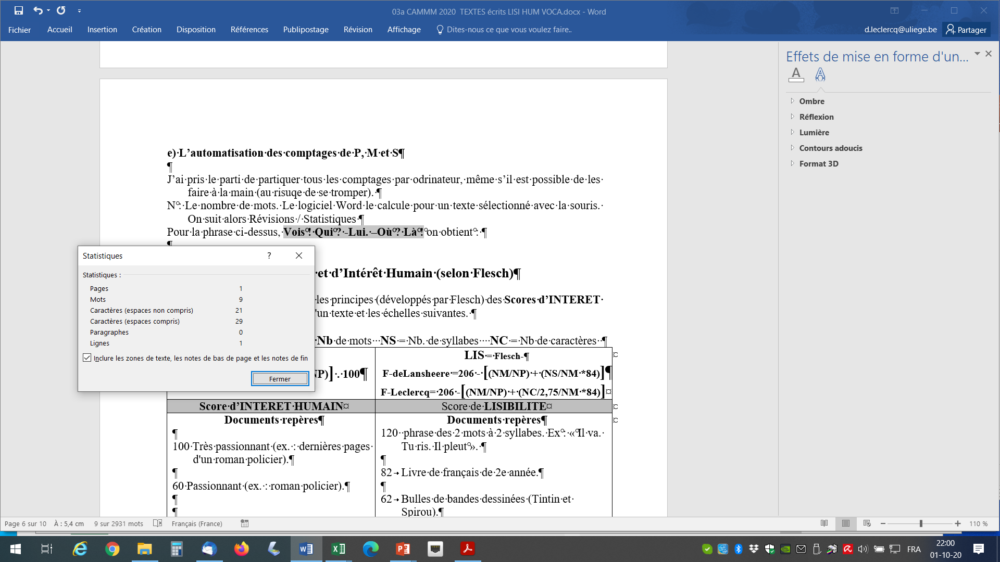 03a CAMMM 2020  TEXTES écrits LISI HUM VOCA.docx - Word
Fichier Accueil Insertion Création Disposition Références Publipostage Révision Affichage Dites-nous ce que vous voulez faire.. d.leclercq@uliege.be Partager
Effets de mise en forme d'un...
Ombre
Réflexion
Lumière
Contours adoucis
Format 3D
e)·L’automatisation·des·comptages·de·P,·M·et·S¶
¶
J’ai·pris·le·parti·de·partiquer·tous·les·comptages·par·odrinateur,·même·s’il·est·possible·de·les·
faire·à·la·main·(au·risuqe·de·se·tromper).·¶
N°:·Le·nombre·de·mots.·Le·logiciel·Word·le·calcule·pour·un·texte·sélectionné·avec·la·souris.·
On·suit·alors·Révisions·/·Statistiques·¶
Pour·la·phrase·ci-dessus,·Vois°!·Qui°?·-Lui.·–Où°?·Là°!°on·obtient°:·¶
¶
Statistiques
?
Statistiques :
Pages 1
Mots 9
Caractères (espaces non compris) 21
Caractères (espaces compris) 29
Paragraphes 0
Lignes 1
Inclure les zones de texte, les notes de bas de page et les notes de fin
Fermer
·et·d’Intérêt·Humain·(selon·Flesch)¶
les·principes·(développés·par·Flesch)·des·Scores·d’INTERET·
'un·texte·et·les·échelles·suivantes.·¶
·Nb·de·mots···NS·=·Nb.·de·syllabes····NC·=·Nb·de·caractères··¶
NP)]·.·100¶
LIS·=·Flesch-¶
F-deLansheere·=206·-·[(NM/NP)·+·(NS/NM·*84)]¶
F-Leclercq=·206·-[(NM/NP)·+·(NC/2,75/NM·*84)]¤
Score·d’INTERET·HUMAIN¤ Score·de·LISIBILITE¤ ¤
Documents·repères¶
¶
100·Très·passionnant·(ex.·:·dernières·pages·
d'un·roman·policier).¶
¶
60·Passionnant·(ex.·:·roman·policier).¶
¶
¶
Documents·repères¶
120··phrase·des·2·mots·à·2·syllabes.·Ex°:·«°Il·va.·
Tu·ris.·Il·pleut°».·¶
¶
82→Livre·de·français·de·2e·année.¶
¶
62→Bulles·de·bandes·dessinées·(Tintin·et·
Spirou).¶
Page 6 sur 10 À : 5,4 cm 9 sur 2931 mots Français (France) 110 %
FRA
22:00
01-10-20